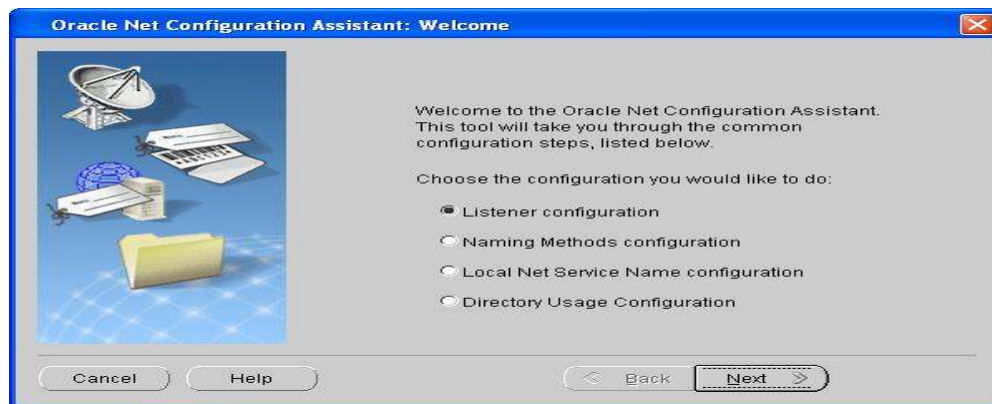 Oracle Net Configuration Assistant: Welcome
Welcome to the Oracle Net Configuration Assistant.
This tool will take you through the common
configuration steps, listed below.
Choose the configuration you would like to do:
Listener configuration
Naming Methods configuration
Local Net Service Name configuration
Directory Usage Configuration
Cancel
Help
Back
Next